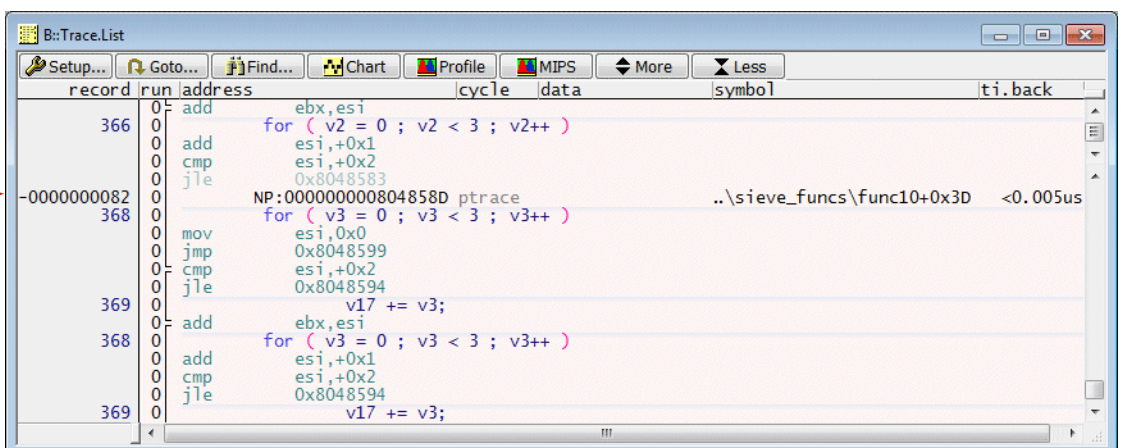 B::Trace.List
Setup... Goto... Find... Chart Profile MIPS More Less
record run address cycle data symbol ti.back
0 add ebx,esi
366 0 for ( v2 = 0 ; v2 < 3 ; v2++ )
0 add esi,+0x1
0 cmp esi,+0x2
0 jle 0x8048583
-0000000082 0 NP:000000000804858D ptrace ..\sieve_funcs\func10+0x3D <0.005us
368 0 for ( v3 = 0 ; v3 < 3 ; v3++ )
0 mov esi,0x0
0 jmp 0x8048599
0 cmp esi,+0x2
0 jle 0x8048594
369 0 v17 += v3;
0 add ebx,esi
368 0 for ( v3 = 0 ; v3 < 3 ; v3++ )
0 add esi,+0x1
0 cmp esi,+0x2
0 jle 0x8048594
369 0 v17 += v3;